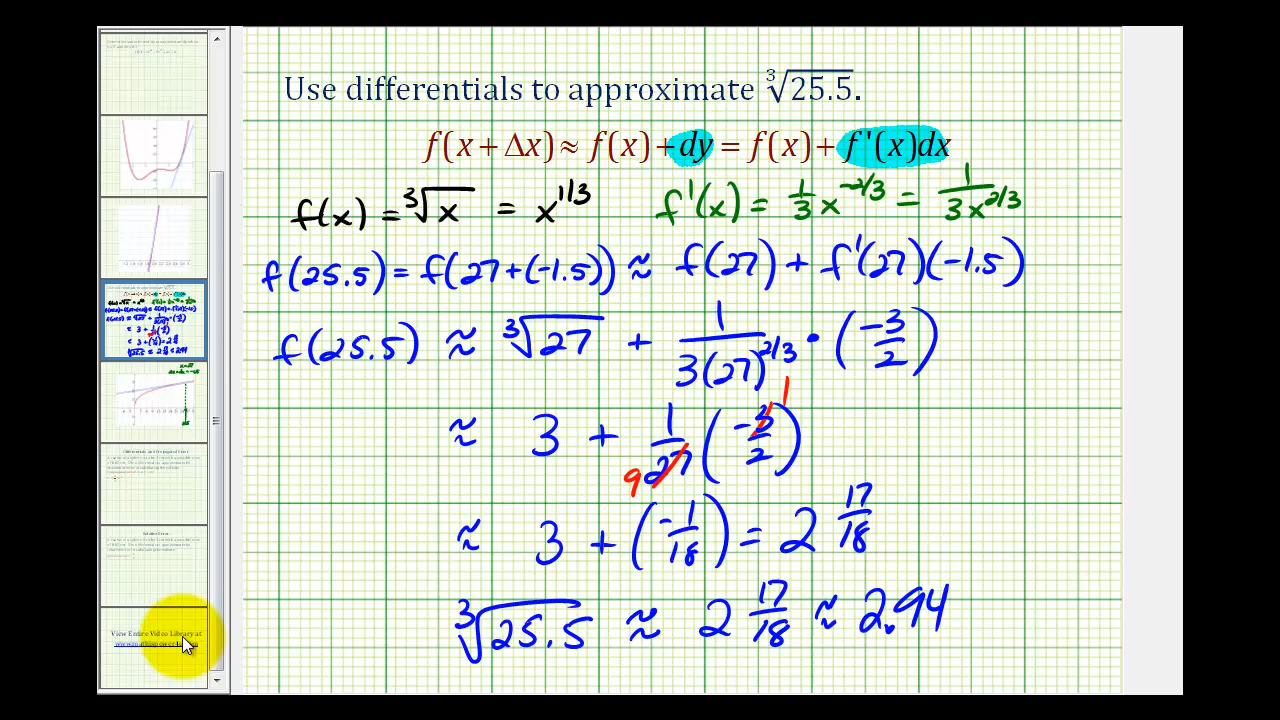 Use differentials to approximate ∛25.5.
f(x + Δx) ≈ f(x) + dy = f(x) + f'(x)dx
f(x) = ∛x = x^1/3 f'(x) = 1/3 x^-2/3 = 1/3x^2/3
f(25.5) = f(27+(-1.5)) ≈ f(27) + f'(27)(-1.5)
f(25.5) ≈ ∛27 + 1/3(27)^2/3 • (-3/2)
≈ 3 + 1/27 (-3/2) 9 1
≈ 3 + (-1/18) = 2 17/18
∛25.5 ≈ 2 17/18 ≈ 2.94
View Entire Video Library at